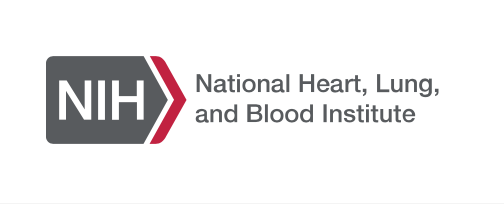 NIH
National Heart, Lung,
and Blood Institute